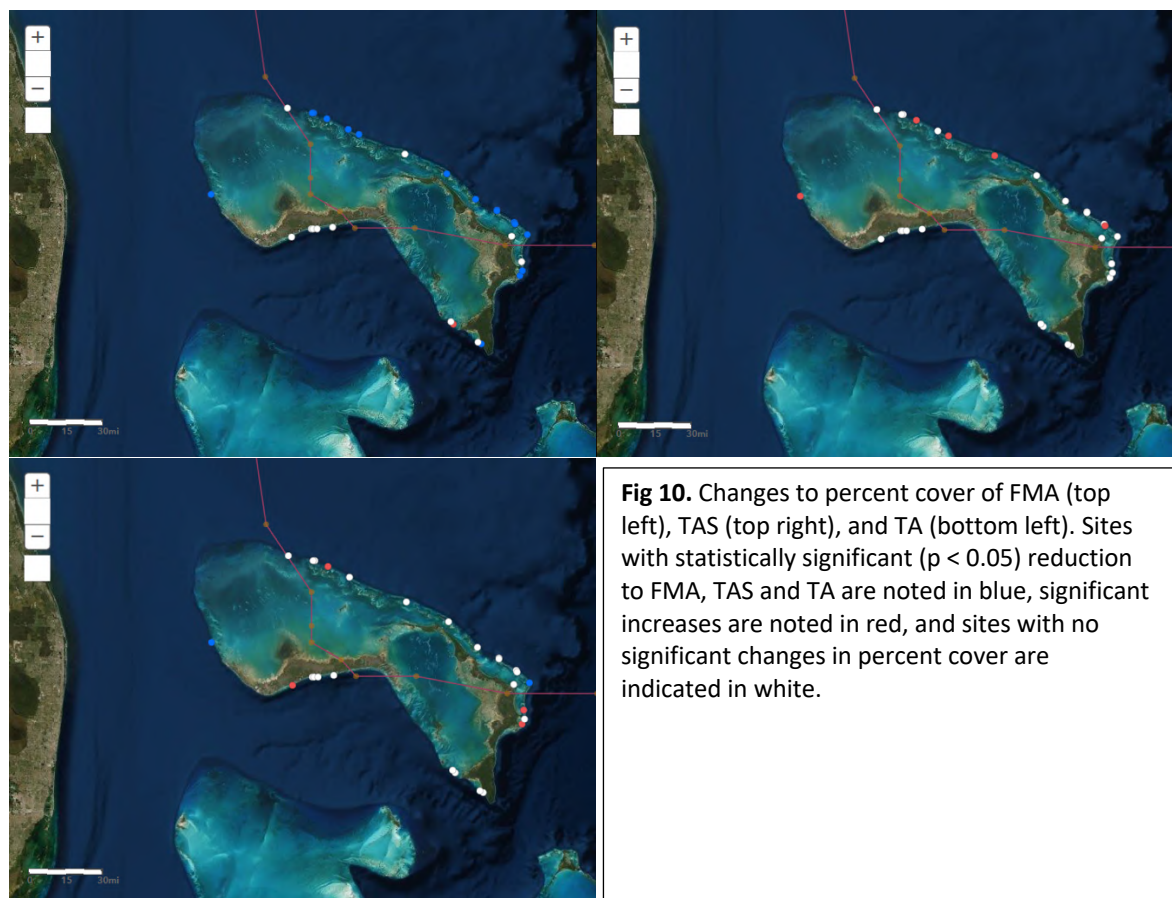 +
−
15 30mi
+
−
0 15 30mi
+
−
0 15 30mi
Fig 10. Changes to percent cover of FMA (top
left), TAS (top right), and TA (bottom left). Sites
with statistically significant (p < 0.05) reduction
to FMA, TAS and TA are noted in blue, significant
increases are noted in red, and sites with no
significant changes in percent cover are
indicated in white.